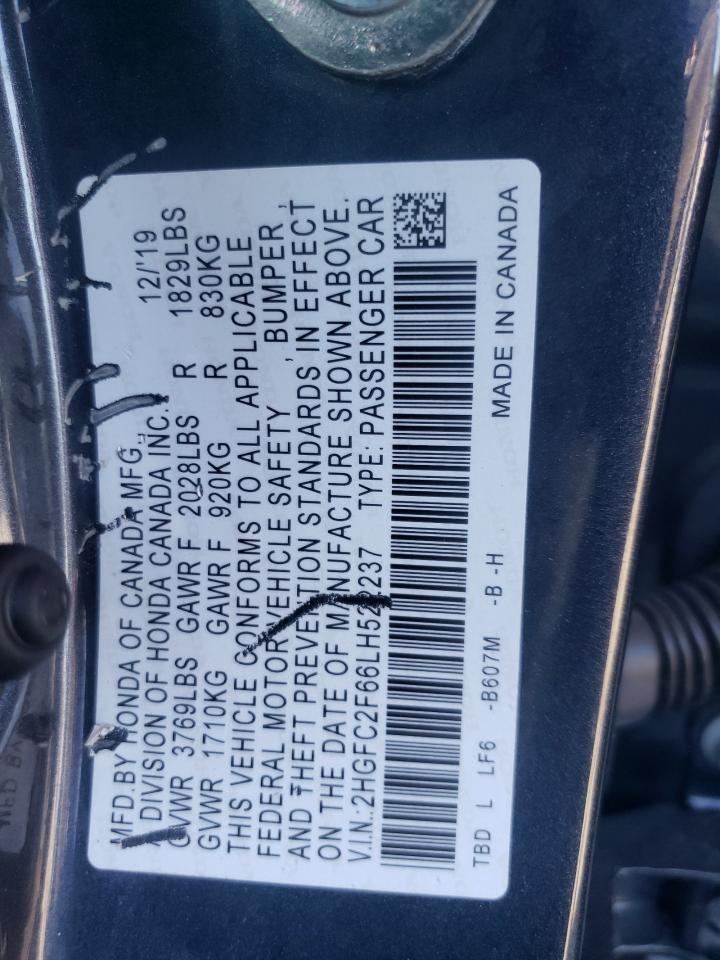 MFD.BY HONDA OF CANADA MFG., 12/'19
A DIVISION OF HONDA CANADA INC.
GVWR 3769LBS GAWR F 2028LBS R 1829LBS
GVWR 1710KG GAWR F 920KG R 830KG
THIS VEHICLE CONFORMS TO ALL APPLICABLE
FEDERAL MOTOR VEHICLE SAFETY, BUMPER,
AND THEFT PREVENTION STANDARDS IN EFFECT
ON THE DATE OF MANUFACTURE SHOWN ABOVE.
V.I.N.:2HGFC2F66LH522237 TYPE: PASSENGER CAR
TBD L LF6 -B607M -B -H MADE IN CANADA